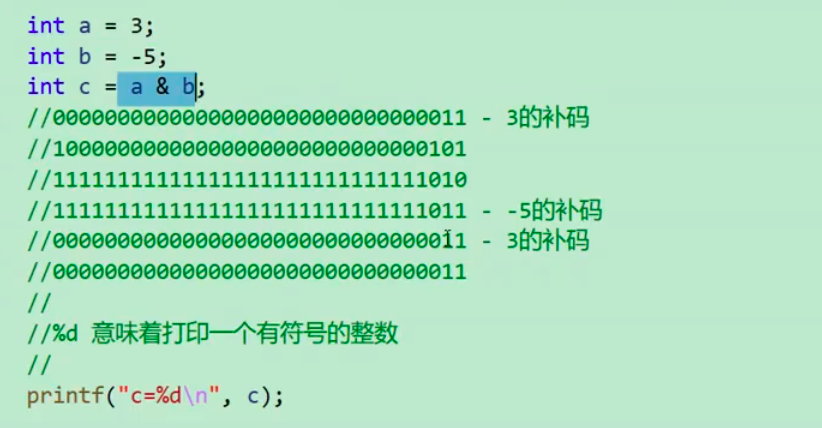 int a = 3;
int b = -5;
int c = a & b;
//00000000000000000000000000000011 - 3的补码
//10000000000000000000000000000101
//11111111111111111111111111111010
//11111111111111111111111111111011 - -5的补码
//00000000000000000000000000000011 - 3的补码
//00000000000000000000000000000011
//
//%d 意味着打印一个有符号的整数
//
printf("c=%d\n", c);